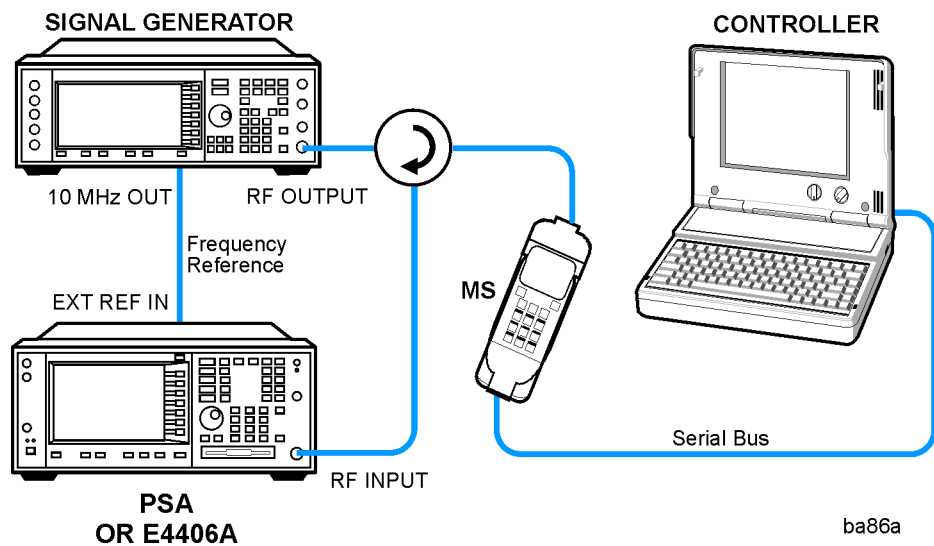 SIGNAL GENERATOR
CONTROLLER
10 MHz OUT
RF OUTPUT
Frequency
Reference
MS
EXT REF IN
Serial Bus
RF INPUT
PSA
OR E4406A
ba86a